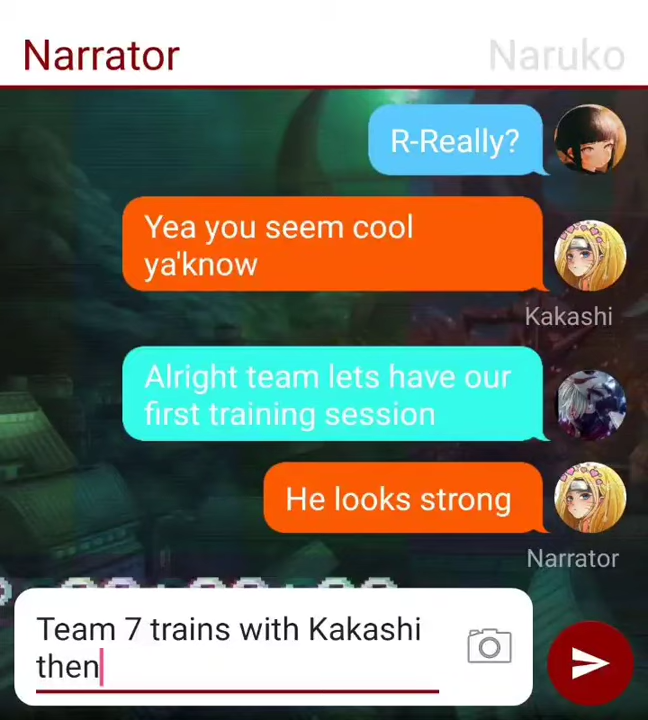 Narrator
Naruko
R-Really?
Yea you seem cool
ya'know
Kakashi
Alright team lets have our
first training session
He looks strong
Narrator
Team 7 trains with Kakashi
then